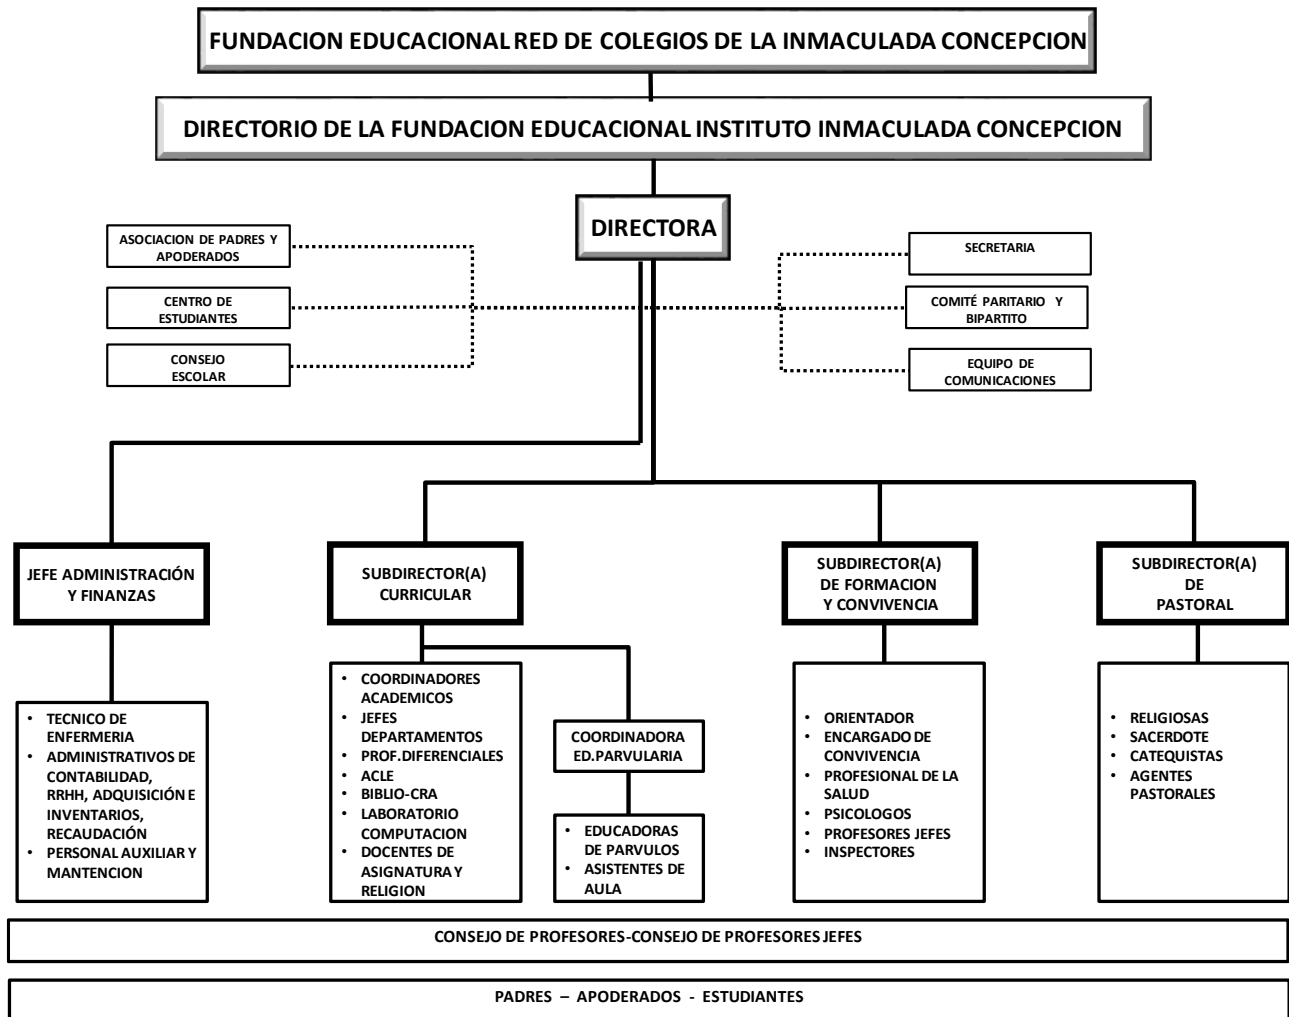 FUNDACION EDUCACIONAL RED DE COLEGIOS DE LA INMACULADA CONCEPCION
DIRECTORIO DE LA FUNDACION EDUCACIONAL INSTITUTO INMACULADA CONCEPCION
DIRECTORA
ASOCIACION DE PADRES Y
APODERADOS
CENTRO DE
ESTUDIANTES
CONSEJO
ESCOLAR
SECRETARIA
COMITÉ PARITARIO Y
BIPARTITO
EQUIPO DE
COMUNICACIONES
JEFE ADMINISTRACIÓN
Y FINANZAS
SUBDIRECTOR(A)
CURRICULAR
SUBDIRECTOR(A)
DE FORMACION
Y CONVIVENCIA
SUBDIRECTOR(A)
DE
PASTORAL
• TECNICO DE
ENFERMERIA
• ADMINISTRATIVOS DE
CONTABILIDAD,
RRHH, ADQUISICIÓN E
INVENTARIOS,
RECAUDACIÓN
• PERSONAL AUXILIAR Y
MANTENCION
• COORDINADORES
ACADEMICOS
• JEFES
DEPARTAMENTOS
• PROF.DIFERENCIALES
• ACLE
• BIBLIO-CRA
• LABORATORIO
COMPUTACION
• DOCENTES DE
ASIGNATURA Y
RELIGION
COORDINADORA
ED.PARVULARIA
• EDUCADORAS
DE PARVULOS
• ASISTENTES DE
AULA
• ORIENTADOR
• ENCARGADO DE
CONVIVENCIA
• PROFESIONAL DE LA
SALUD
• PSICOLOGOS
• PROFESORES JEFES
• INSPECTORES
• RELIGIOSAS
• SACERDOTE
• CATEQUISTAS
• AGENTES
PASTORALES
CONSEJO DE PROFESORES-CONSEJO DE PROFESORES JEFES
PADRES – APODERADOS - ESTUDIANTES